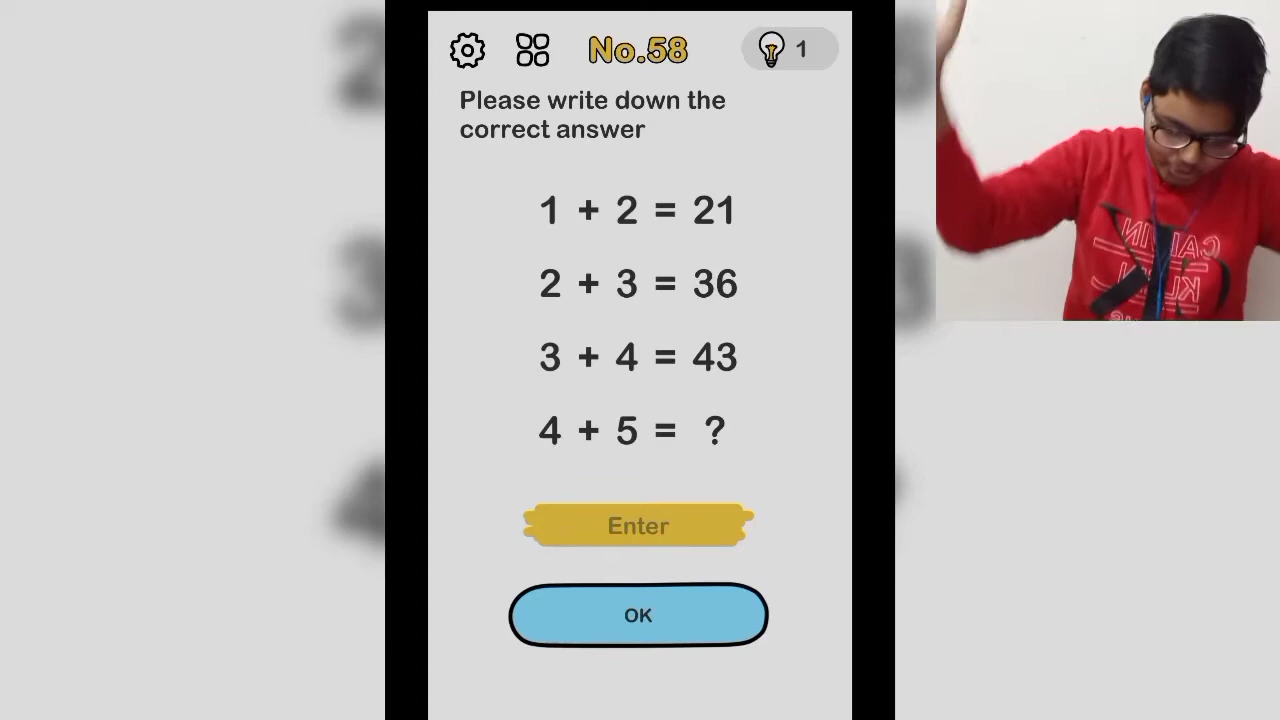 No.58
1
Please write down the
correct answer
1 + 2 = 21
2 + 3 = 36
3 + 4 = 43
4 + 5 = ?
Enter
OK
CALVIN